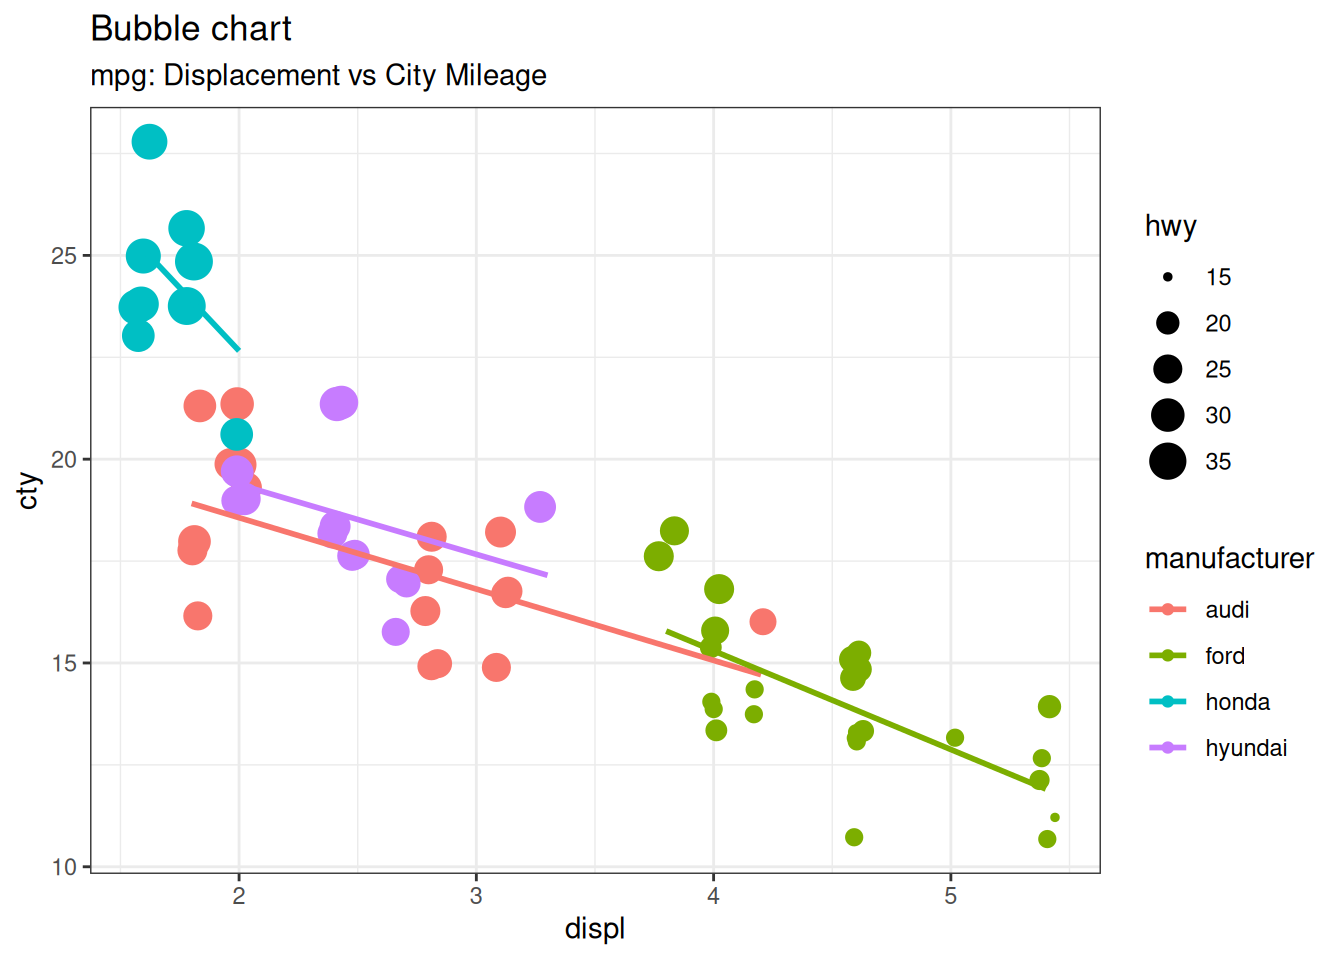 Bubble chart
mpg: Displacement vs City Mileage
cty
25
20
15
10
2
3
4
5
displ
hwy
15
20
25
30
35
manufacturer
audi
ford
honda
hyundai